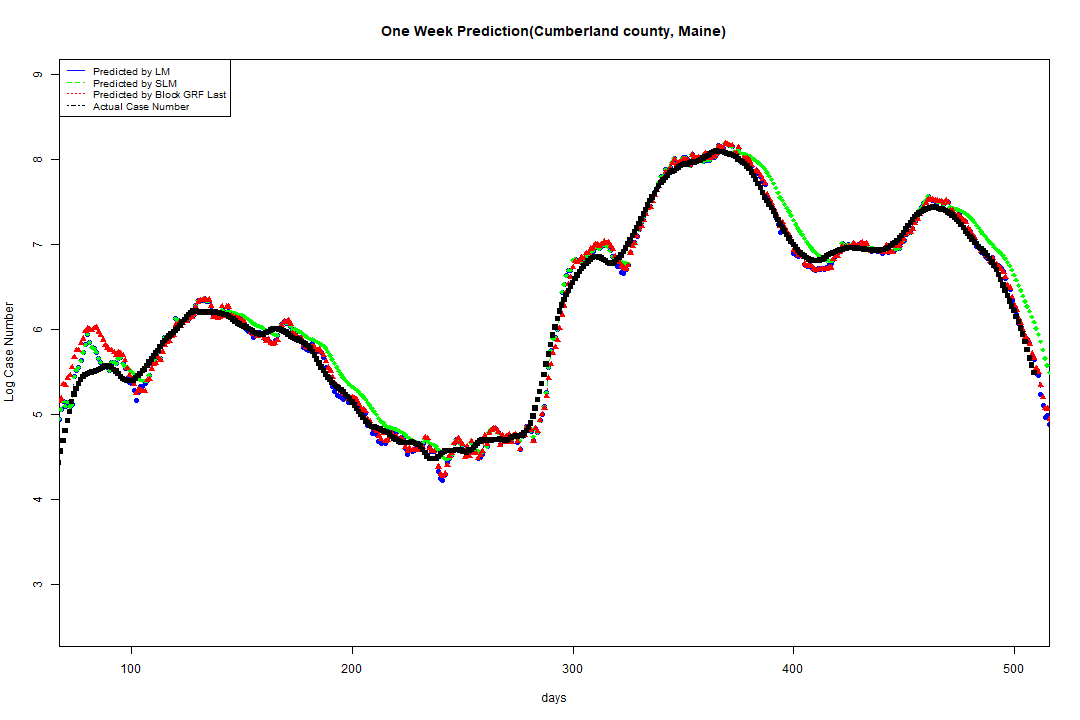 One Week Prediction(Cumberland county, Maine)
Predicted by LM
Predicted by SLM
Predicted by Block GRF Last
Actual Case Number
9
8
7
6
5
4
3
Log Case Number
100 200 300 400 500
days